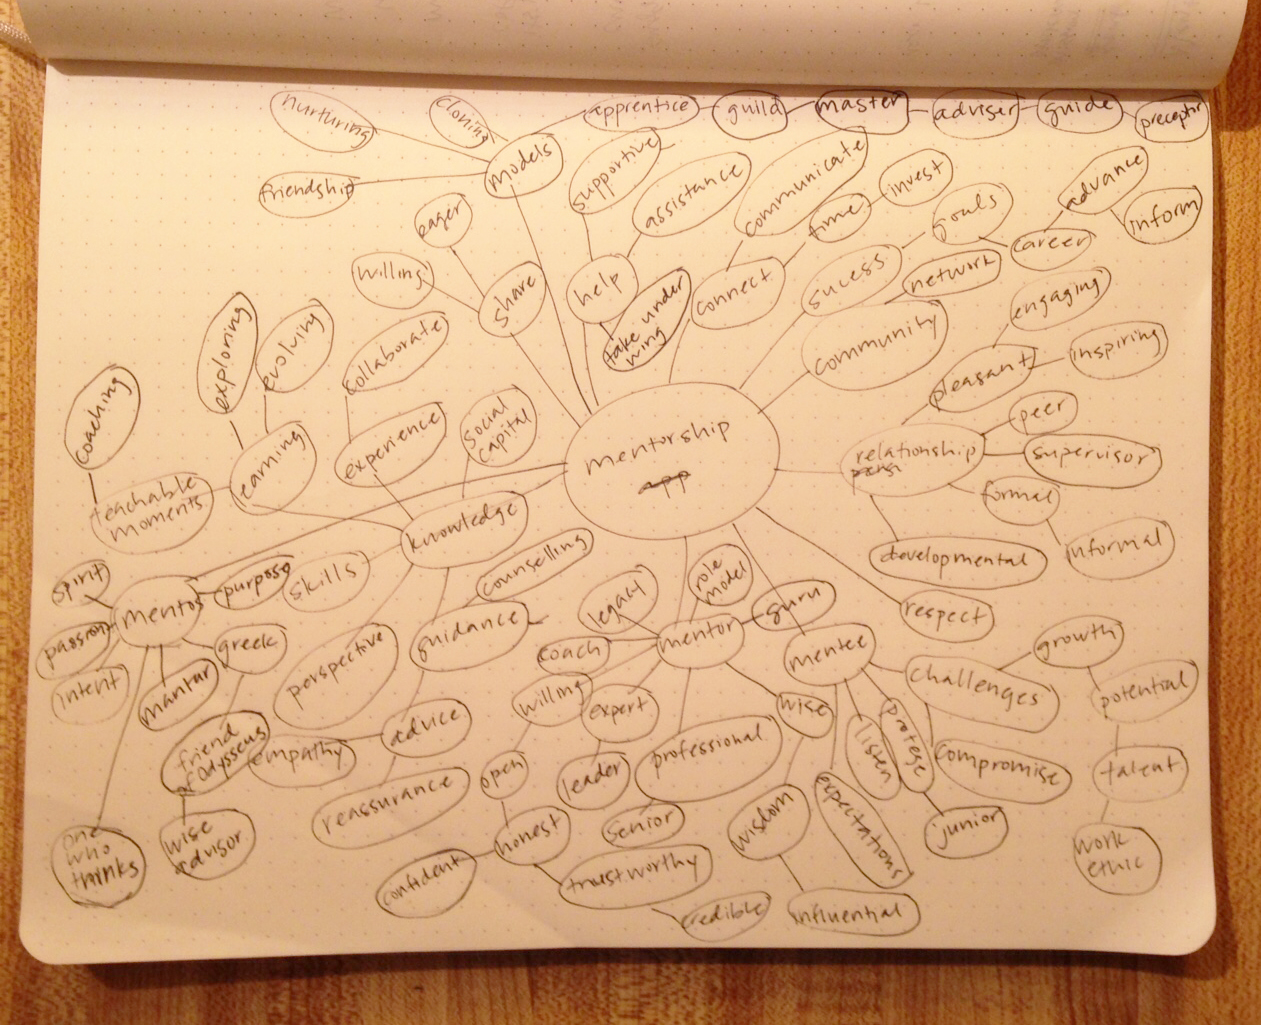 nurturing
cloning
apprentice
guild
master
adviser
guide
preceptor
models
friendship
supportive
assistance
communicate
time
invest
advance
inform
goals
career
eager
willing
share
help
take under
wing
connect
sucess
network
community
engaging
exploring
evolving
collaborate
pleasant
inspiring
coaching
learning
experience
social
capital
mentorship
app
relationship
peer
supervisor
formal
informal
developmental
respect
teachable
moments
knowledge
skills
counselling
guidance
perspective
spirit
mentos
purpose
passion
intent
mantar
greek
friend
of Odysseus
wise
advisor
one
who
thinks
advice
empathy
reassurance
legacy
role
model
guru
mentor
coach
willing
expert
leader
professional
senior
open
honest
confident
trustworthy
credible
wise
wisdom
influential
mentee
listen
protege
expectations
junior
challenges
compromise
growth
potential
talent
work
ethic